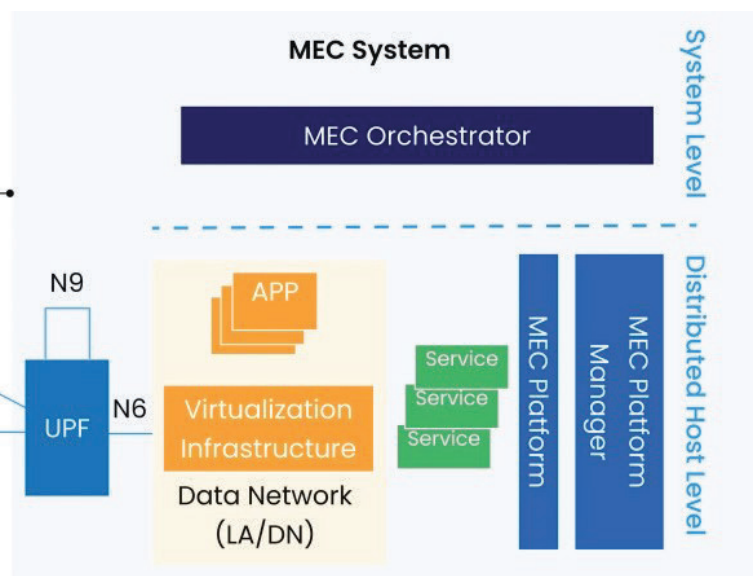 MEC System
MEC Orchestrator
System Level
N9
UPF
N6
APP
Virtualization
Infrastructure
Data Network
(LA/DN)
Service
Service
Service
MEC Platform
MEC Platform
Manager
Distributed Host Level